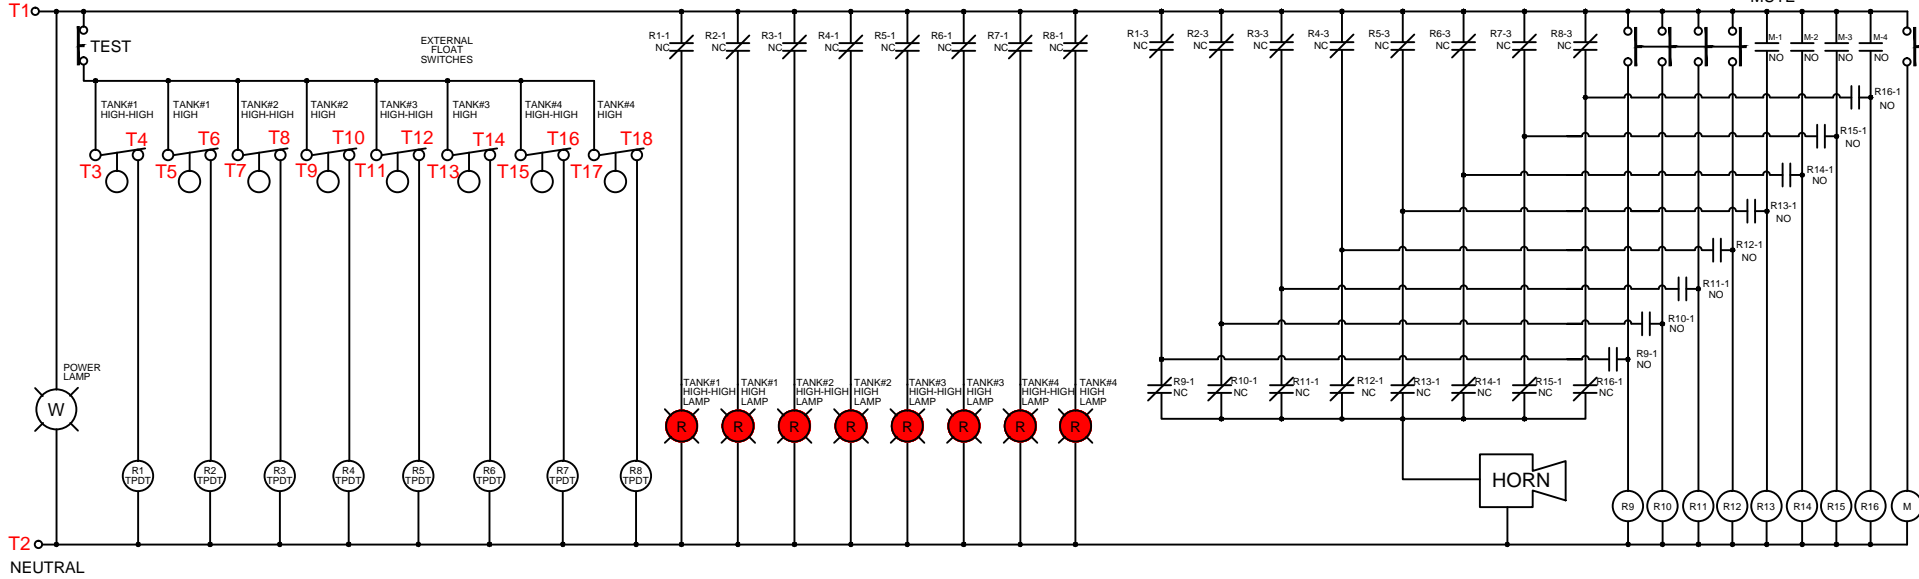 T1
TEST
EXTERNAL
FLOAT
SWITCHES
TANK#1
HIGH-HIGH
TANK#1
HIGH
TANK#2
HIGH-HIGH
TANK#2
HIGH
TANK#3
HIGH-HIGH
TANK#3
HIGH
TANK#4
HIGH-HIGH
TANK#4
HIGH
T4
T6
T8
T10
T12
T14
T16
T18
T3
T5
T7
T9
T11
T13
T15
T17
R1-1
NC
R2-1
NC
R3-1
NC
R4-1
NC
R5-1
NC
R6-1
NC
R7-1
NC
R8-1
NC
R1-3
NC
R2-3
NC
R3-3
NC
R4-3
NC
R5-3
NC
R6-3
NC
R7-3
NC
R8-3
NC
M-1
NO
M-2
NO
M-3
NO
M-4
NO
R16-1
NO
R15-1
NO
R14-1
NO
R13-1
NO
R12-1
NO
R11-1
NO
R10-1
NO
R9-1
NO
POWER
LAMP
W
TANK#1
HIGH-HIGH
LAMP
TANK#1
HIGH
LAMP
TANK#2
HIGH-HIGH
LAMP
TANK#2
HIGH
LAMP
TANK#3
HIGH-HIGH
LAMP
TANK#3
HIGH
LAMP
TANK#4
HIGH-HIGH
LAMP
TANK#4
HIGH
LAMP
R9-1
NC
R10-1
NC
R11-1
NC
R12-1
NC
R13-1
NC
R14-1
NC
R15-1
NC
R16-1
NC
R
R
R
R
R
R
R
R
R1
TPDT
R2
TPDT
R3
TPDT
R4
TPDT
R5
TPDT
R6
TPDT
R7
TPDT
R8
TPDT
HORN
R9
R10
R11
R12
R13
R14
R15
R16
M
T2
NEUTRAL